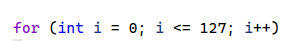 for (int i = 0; i <= 127; i++)